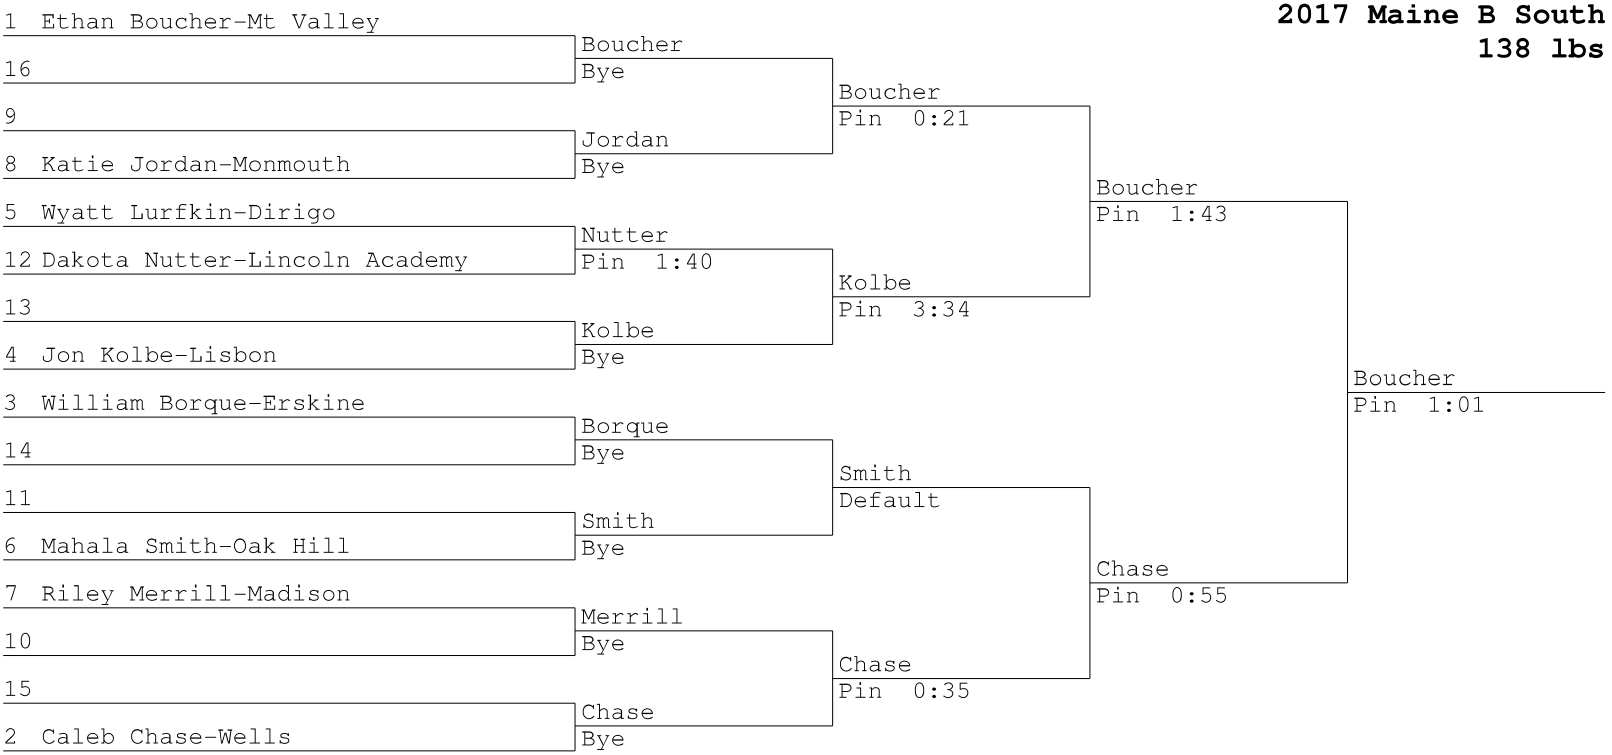 2017 Maine B South
138 lbs
1 Ethan Boucher-Mt Valley
16
9
8 Katie Jordan-Monmouth
5 Wyatt Lurfkin-Dirigo
12 Dakota Nutter-Lincoln Academy
13
4 Jon Kolbe-Lisbon
3 William Borque-Erskine
14
11
6 Mahala Smith-Oak Hill
7 Riley Merrill-Madison
10
15
2 Caleb Chase-Wells
Boucher
Bye
Jordan
Bye
Nutter
Pin 1:40
Kolbe
Bye
Borque
Bye
Smith
Bye
Merrill
Bye
Chase
Bye
Boucher
Pin 0:21
Kolbe
Pin 3:34
Smith
Default
Chase
Pin 0:35
Boucher
Pin 1:43
Chase
Pin 0:55
Boucher
Pin 1:01